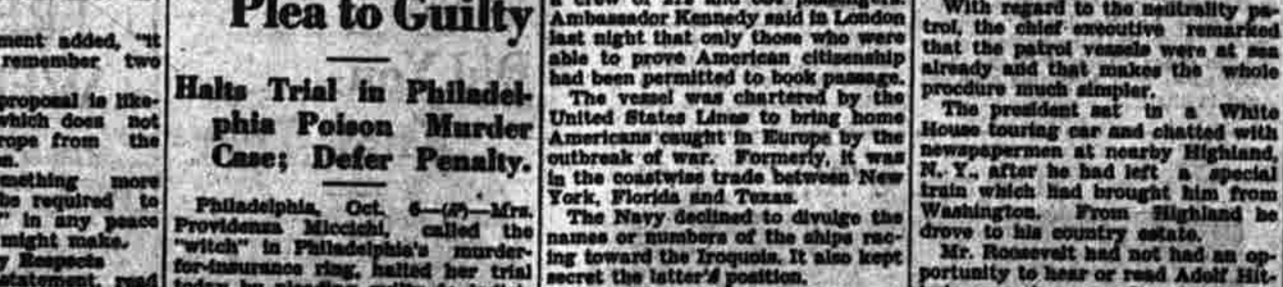 ment added, "it
remember two
proposal is like-
which does not
rope from the
mething more
be required to
" in any peace
might make.
y Respects
statement, read
Plea to Guilty
Halts Trial in Philadel-
phia Poison Murder
Case; Defer Penalty.
Philadelphia, Oct. 6—(AP)—Mrs.
Providenza Miccichi, called the
"witch" in Philadelphia's murder-
for-insurance ring, halted her trial
today by pleading guilty
Ambassador Kennedy said in London
last night that only those who were
able to prove American citizenship
had been permitted to book passage.
The vessel was chartered by the
United States Lines to bring home
Americans caught in Europe by the
outbreak of war. Formerly, it was
in the coastwise trade between New
York, Florida and Texas.
The Navy declined to divulge the
names or numbers of the ships rac-
ing toward the Iroquois. It also kept
secret the latter's position.
With regard to the neutrality pa-
trol, the chief executive remarked
that the patrol vessels were at sea
already and that makes the whole
procdure much simpler.
The president sat in a White
House touring car and chatted with
newspapermen at nearby Highland,
N. Y., after he had left a special
train which had brought him from
Washington. From Highland he
drove to his country estate.
Mr. Roosevelt had not had an op-
portunity to hear or read Adolf Hit-